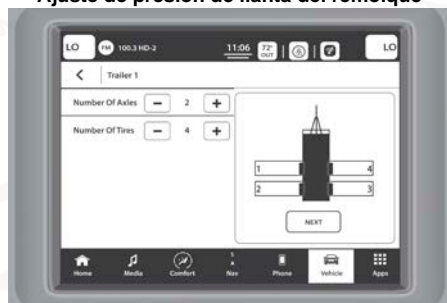 Ajuste de presión de llanta del remolque
LO FM 100.3 HD-2 11:06 72° OUT LO
Trailer 1
Number Of Axles − 2 +
Number Of Tires − 4 +
1 4
2 3
NEXT
Home Media Comfort Nav Phone Vehicle Apps